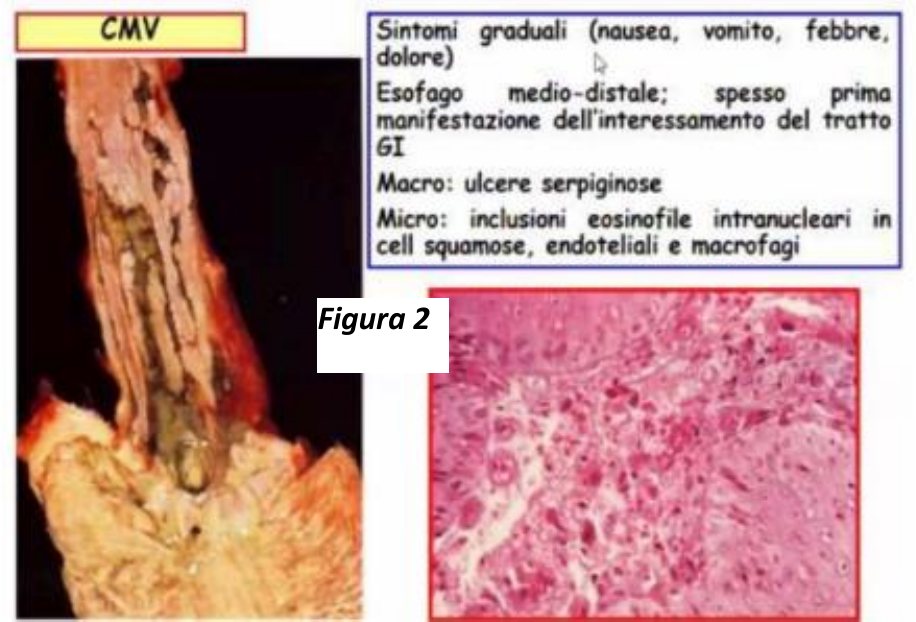 CMV
Sintomi graduali (nausea, vomito, febbre,
dolore)
Esofago medio-distale; spesso prima
manifestazione dell'interessamento del tratto
GI
Macro: ulcere serpiginose
Micro: inclusioni eosinofile intranucleari in
cell squamose, endoteliali e macrofagi
Figura 2